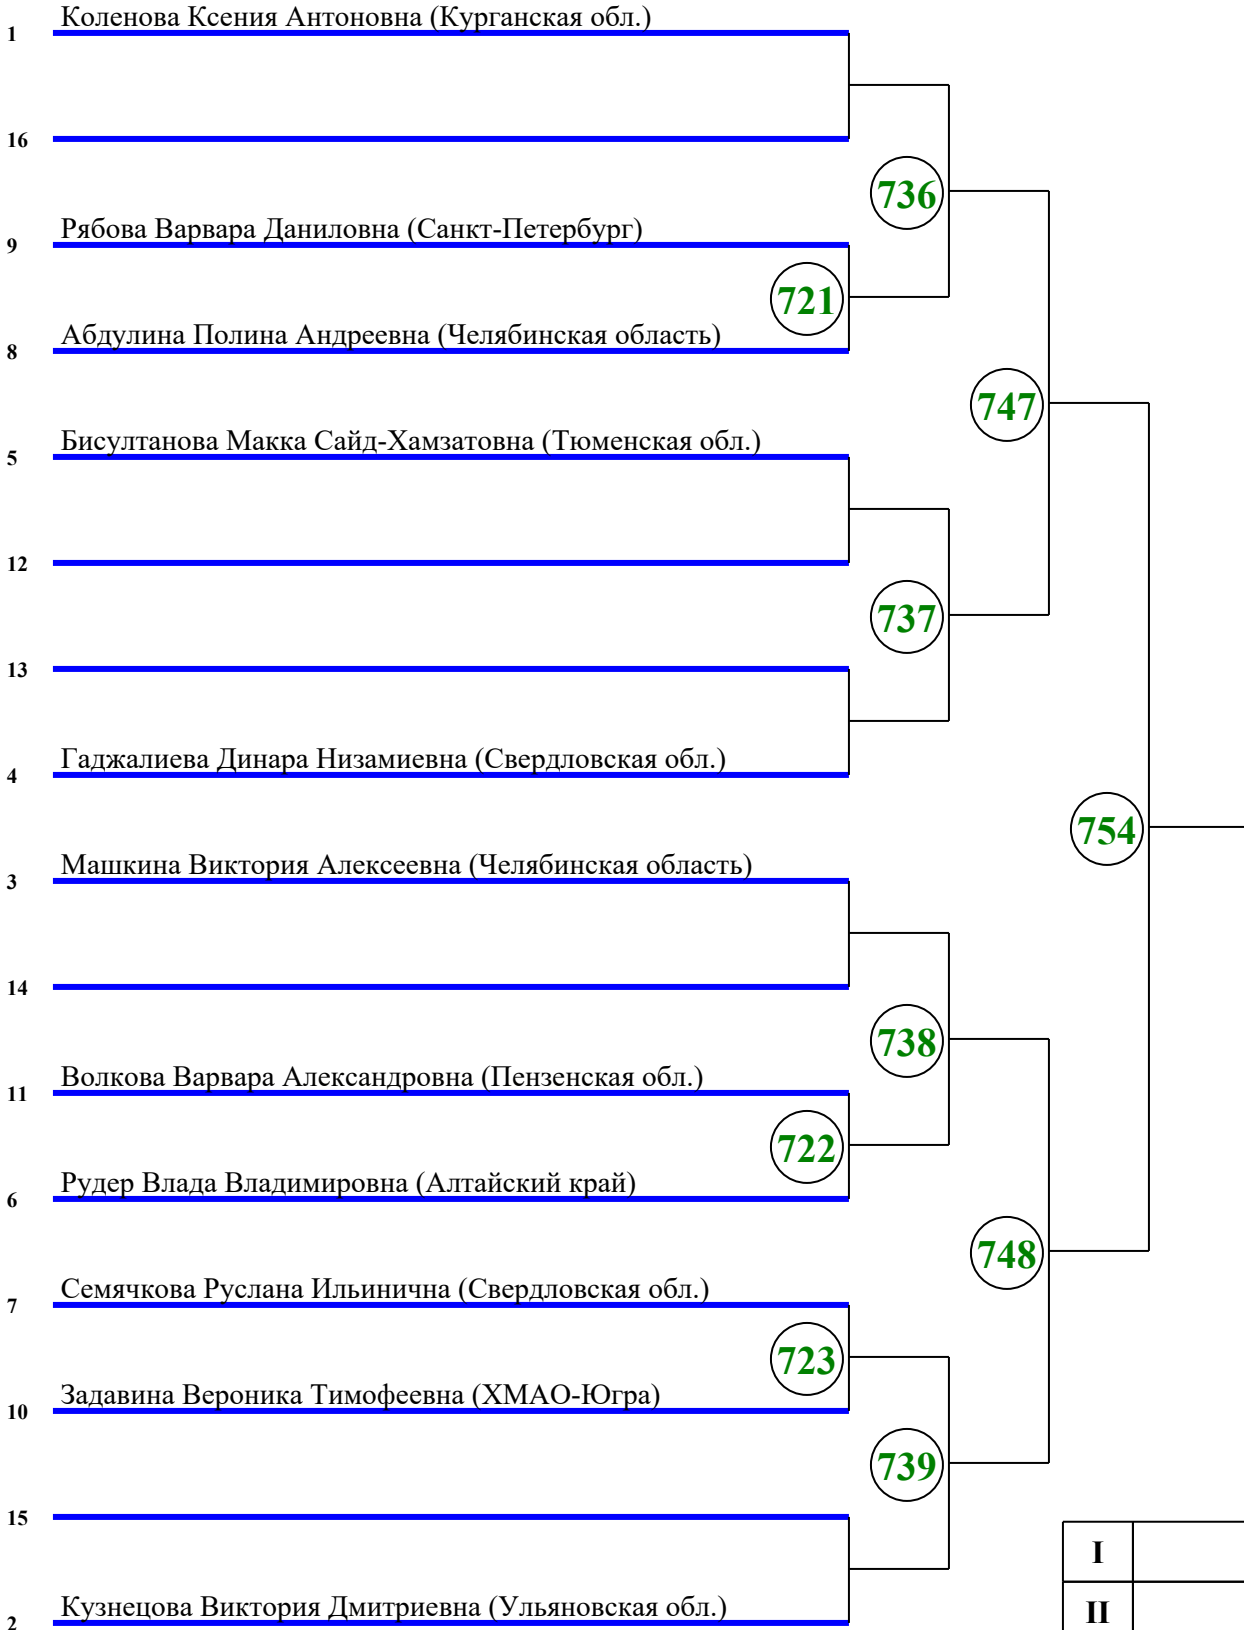 1 Коленова Ксения Антоновна (Курганская обл.)
16
736
9 Рябова Варвара Даниловна (Санкт-Петербург)
721
8 Абдулина Полина Андреевна (Челябинская область)
747
5 Бисултанова Макка Сайд-Хамзатовна (Тюменская обл.)
12
737
13
4 Гаджалиева Динара Низамиевна (Свердловская обл.)
754
3 Машкина Виктория Алексеевна (Челябинская область)
14
738
11 Волкова Варвара Александровна (Пензенская обл.)
722
6 Рудер Влада Владимировна (Алтайский край)
748
7 Семячкова Руслана Ильинична (Свердловская обл.)
723
10 Задавина Вероника Тимофеевна (ХМАО-Югра)
739
15
I
2 Кузнецова Виктория Дмитриевна (Ульяновская обл.)
II